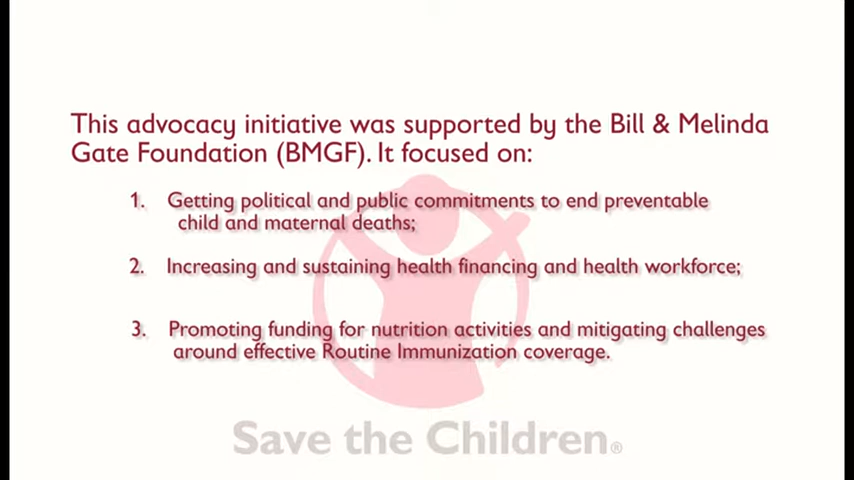 This advocacy initiative was supported by the Bill & Melinda
Gate Foundation (BMGF). It focused on:
1. Getting political and public commitments to end preventable
child and maternal deaths;
2. Increasing and sustaining health financing and health workforce;
3. Promoting funding for nutrition activities and mitigating challenges
around effective Routine Immunization coverage.
Save the Children®